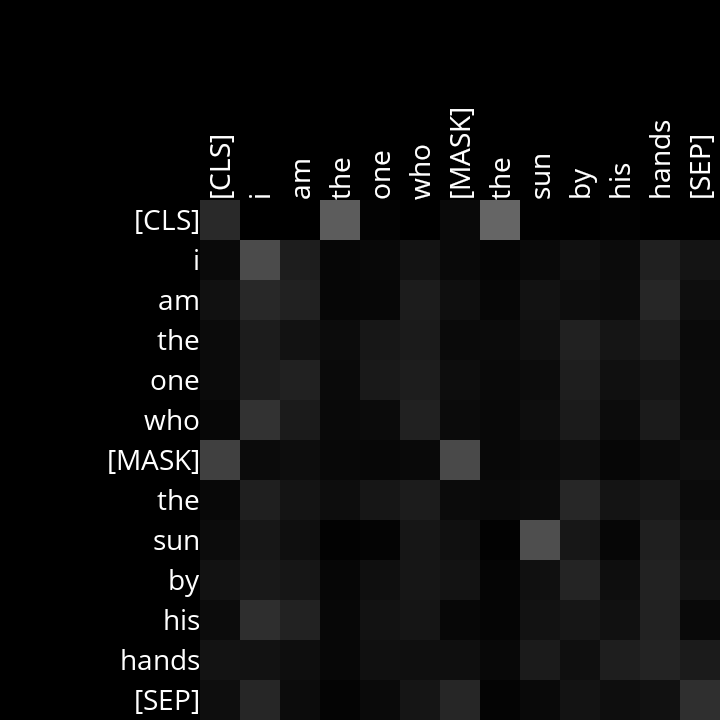 [CLS] i am the one who [MASK] the sun by his hands [SEP]
[CLS]
i
am
the
one
who
[MASK]
the
sun
by
his
hands
[SEP]